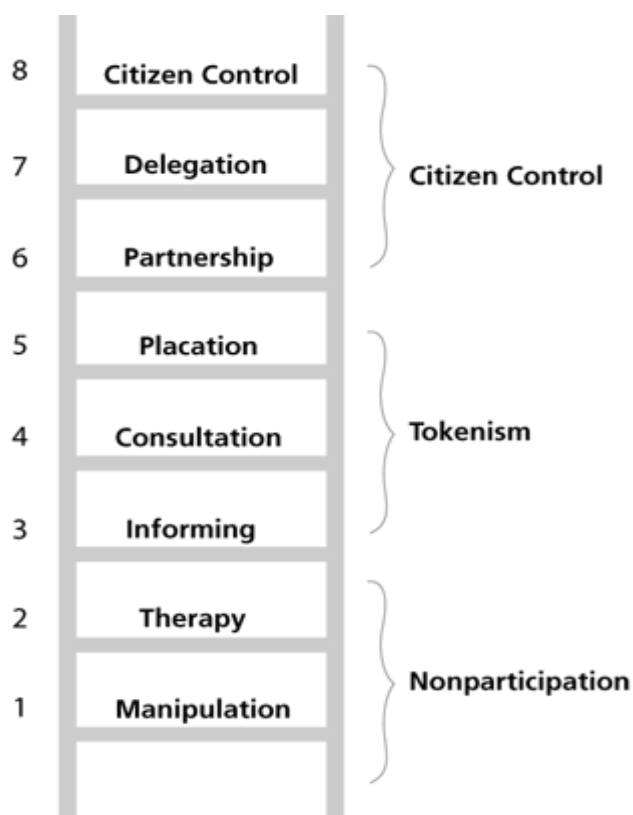 8 Citizen Control
7 Delegation
Citizen Control
6 Partnership
5 Placation
4 Consultation
Tokenism
3 Informing
2 Therapy
Nonparticipation
1 Manipulation